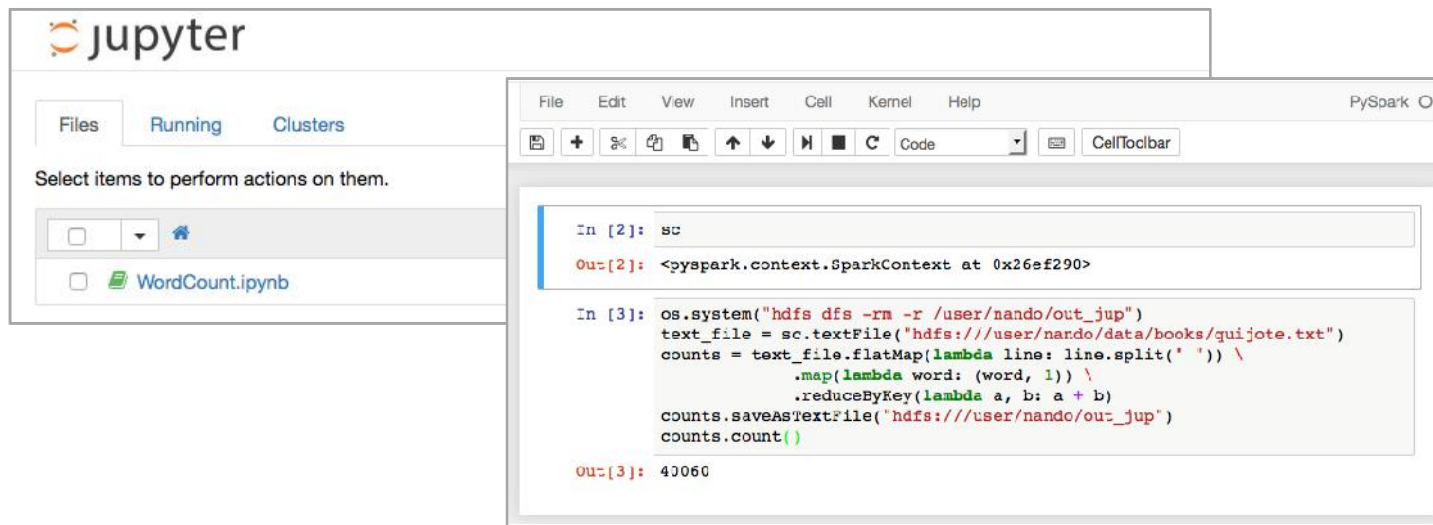 jupyter
Files Running Clusters
Select items to perform actions on them.
WordCount.ipynb
File Edit View Insert Cell Kernel Help PySpark
Code CellToolbar
In [2]: sc
Out[2]: <pyspark.context.SparkContext at 0x26ef290>
In [3]: os.system("hdfs dfs -rm -r /user/nando/out_jup")
text_file = sc.textFile("hdfs:///user/nando/data/books/quijote.txt")
counts = text_file.flatMap(lambda line: line.split(" ")) \
.map(lambda word: (word, 1)) \
.reduceByKey(lambda a, b: a + b)
counts.saveAsTextFile("hdfs:///user/nando/out_jup")
counts.count()
Out[3]: 40060